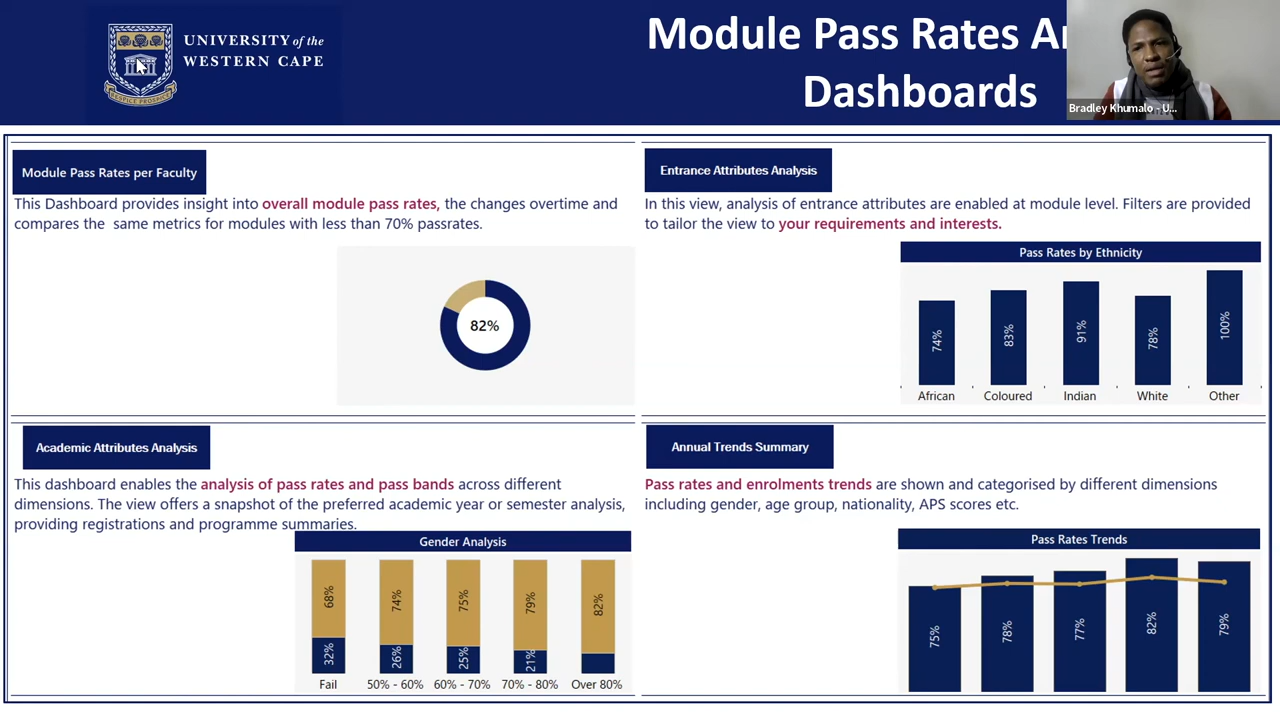 UNIVERSITY of the
WESTERN CAPE
RESPICE PROSPICE
Module Pass Rates
Dashboards
Bradley Khumalo - U...
Module Pass Rates per Faculty
This Dashboard provides insight into overall module pass rates, the changes overtime and
compares the same metrics for modules with less than 70% passrates.
82%
Entrance Attributes Analysis
In this view, analysis of entrance attributes are enabled at module level. Filters are provided
to tailor the view to your requirements and interests.
Pass Rates by Ethnicity
74% 83% 91% 78% 100%
African Coloured Indian White Other
Academic Attributes Analysis
This dashboard enables the analysis of pass rates and pass bands across different
dimensions. The view offers a snapshot of the preferred academic year or semester analysis,
providing registrations and programme summaries.
Gender Analysis
68% 74% 75% 79% 82%
32% 26% 25% 21%
Fail 50% - 60% 60% - 70% 70% - 80% Over 80%
Annual Trends Summary
Pass rates and enrolments trends are shown and categorised by different dimensions
including gender, age group, nationality, APS scores etc.
Pass Rates Trends
75% 78% 77% 82% 79%